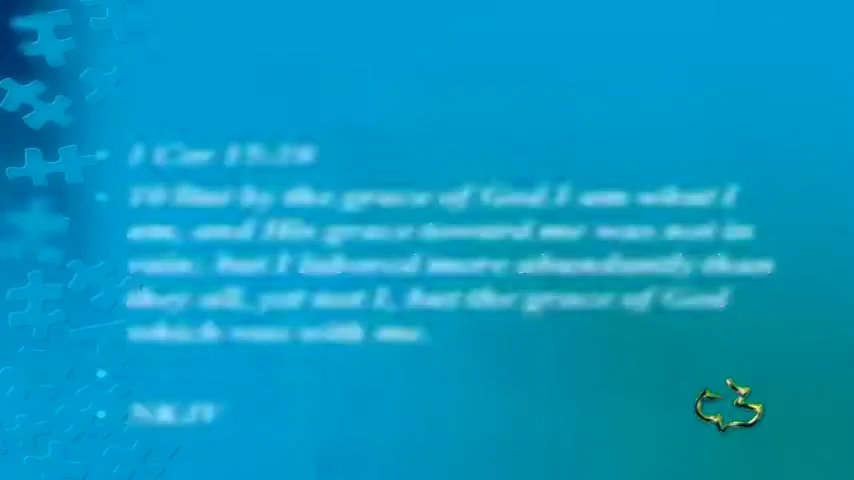 I Cor 15:10
10 But by the grace of God I am what I
am, and His grace toward me was not in
vain; but I labored more abundantly than
they all, yet not I, but the grace of God
which was with me.
NKJV